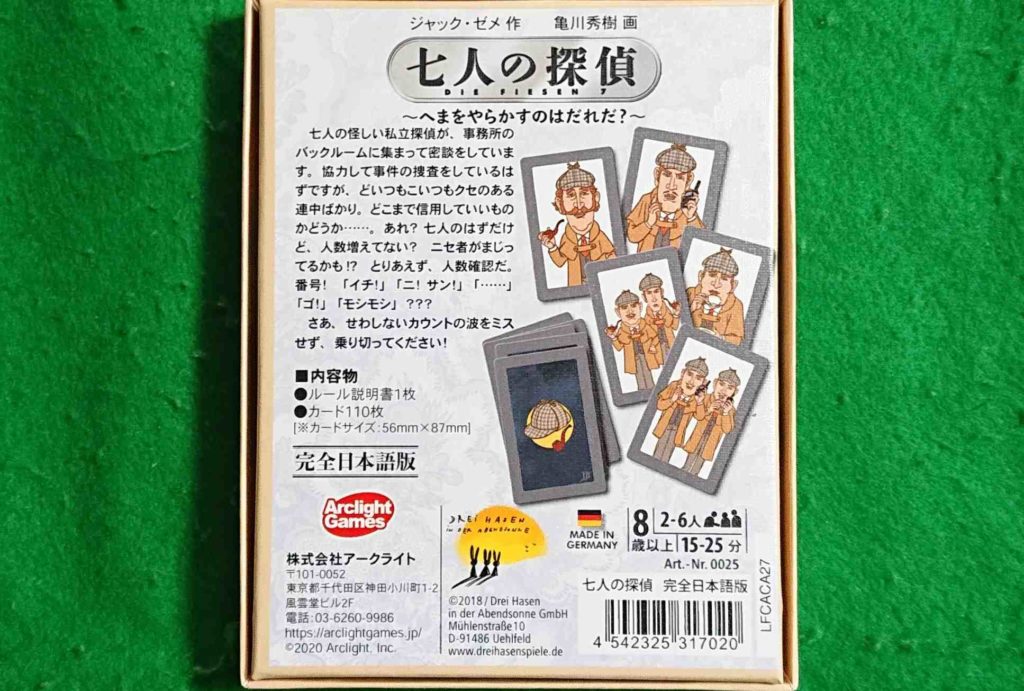 ジャック・ゼメ 作　亀川秀樹 画
七人の探偵
DIE FIESEN 7
～へまをやらかすのはだれだ？～
七人の怪しい私立探偵が、事務所の
バックルームに集まって密談をしていま
す。協力して事件の捜査をしているは
ずですが、どいつもこいつもクセのある
連中ばかり。どこまで信用していいもの
かどうか……。あれ？ 七人のはずだけ
ど、人数増えてない？ ニセ者がまじっ
てるかも!? とりあえず、人数確認だ。
番号！「イチ！」「ニ！サン！」「……」
「ゴ！」「モシモシ」???
さあ、せわしないカウントの波をミス
せず、乗り切ってください！
■内容物
●ルール説明書1枚
●カード110枚
[※カードサイズ：56mm×87mm]
完全日本語版
Arclight
Games
株式会社アークライト
〒101-0052
東京都千代田区神田小川町1-2
風雲堂ビル2F
電話：03-6260-9986
https://arclightgames.jp/
©2020 Arclight, Inc.
DREI HASEN
IN DER ABENDSONNE
©2018 / Drei Hasen
in der Abendsonne GmbH
Mühlenstraße10
D-91486 Uehlfeld
www.dreihasenspiele.de
MADE IN
GERMANY
8
歳以上
2-6人
15-25 分
Art.-Nr. 0025
七人の探偵 完全日本語版
4 542325 317020
LFCACA27